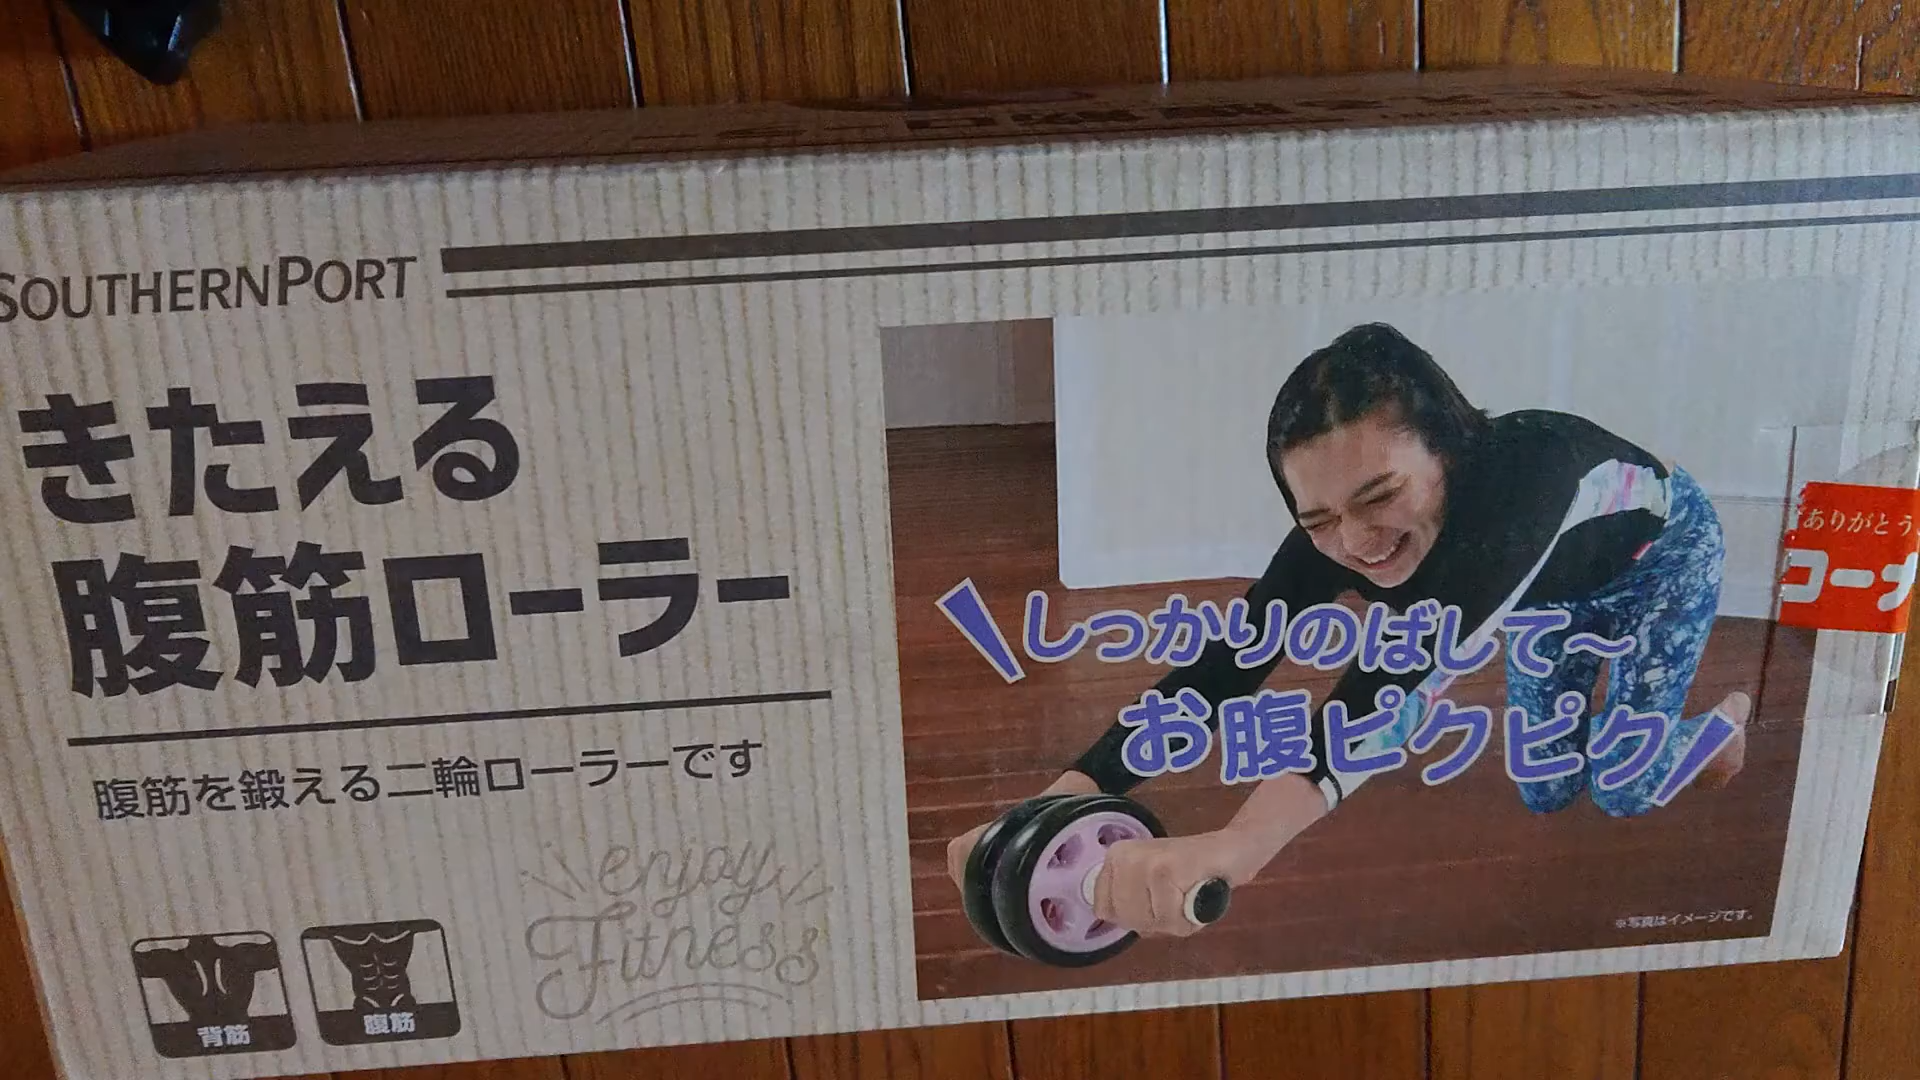 SOUTHERNPORT
きたえる
腹筋ローラー
腹筋を鍛える二輪ローラーです
enjoy
Fitness
背筋
腹筋
しっかりのばして～
お腹ピクピク
※写真はイメージです。
ありがとう
コーナ